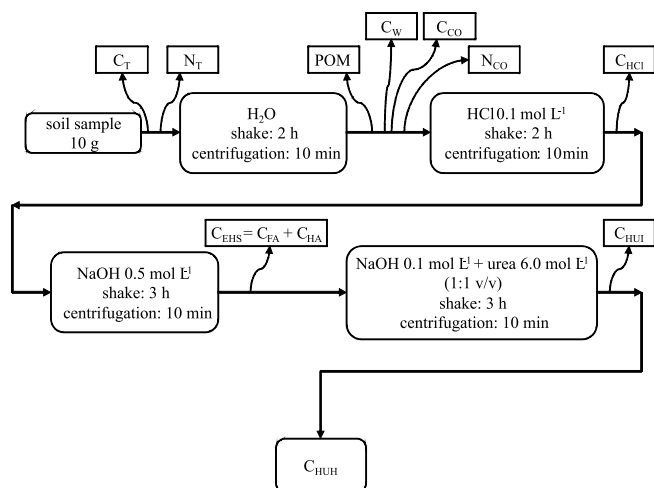 C_T
N_T
POM
C_W
C_CO
N_CO
C_HCl
soil sample
10 g
H₂O
shake: 2 h
centrifugation: 10 min
HCl0.1 mol L⁻¹
shake: 2 h
centrifugation: 10min
C_EHS = C_FA + C_HA
C_HUI
NaOH 0.5 mol L⁻¹
shake: 3 h
centrifugation: 10 min
NaOH 0.1 mol L⁻¹ + urea 6.0 mol L⁻¹
(1:1 v/v)
shake: 3 h
centrifugation: 10 min
C_HUH